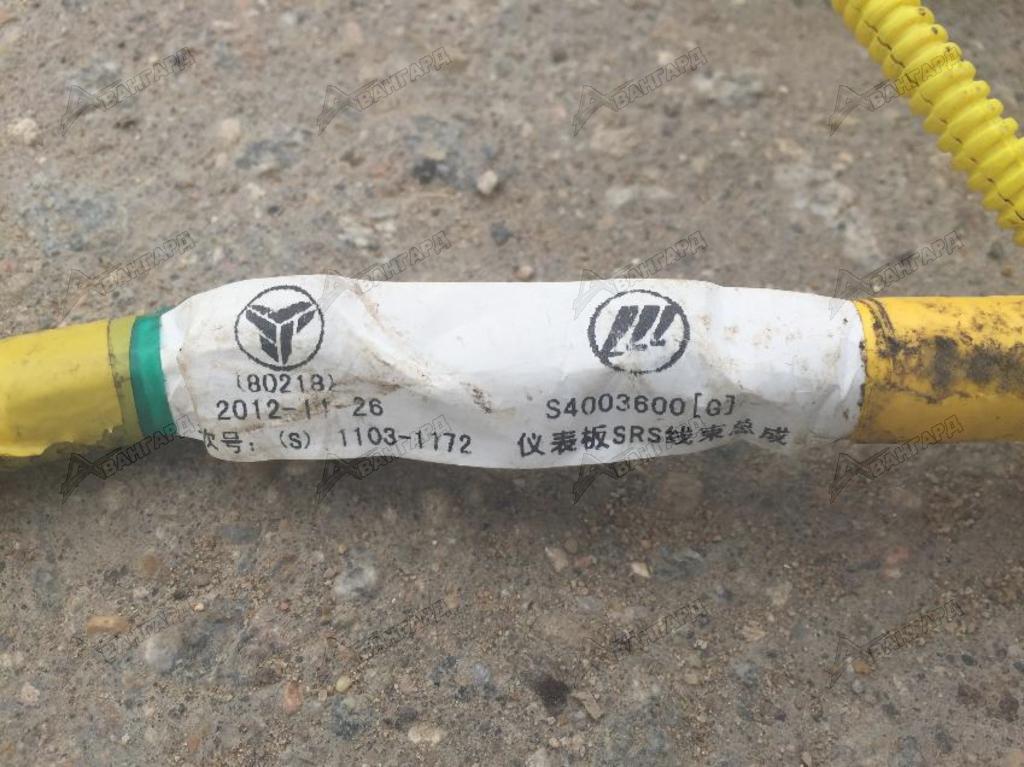 (80218)
2012-11-26
次号: (S) 1103-1172
S4003600[G]
仪表板SRS线束总成
АВАНГАРД